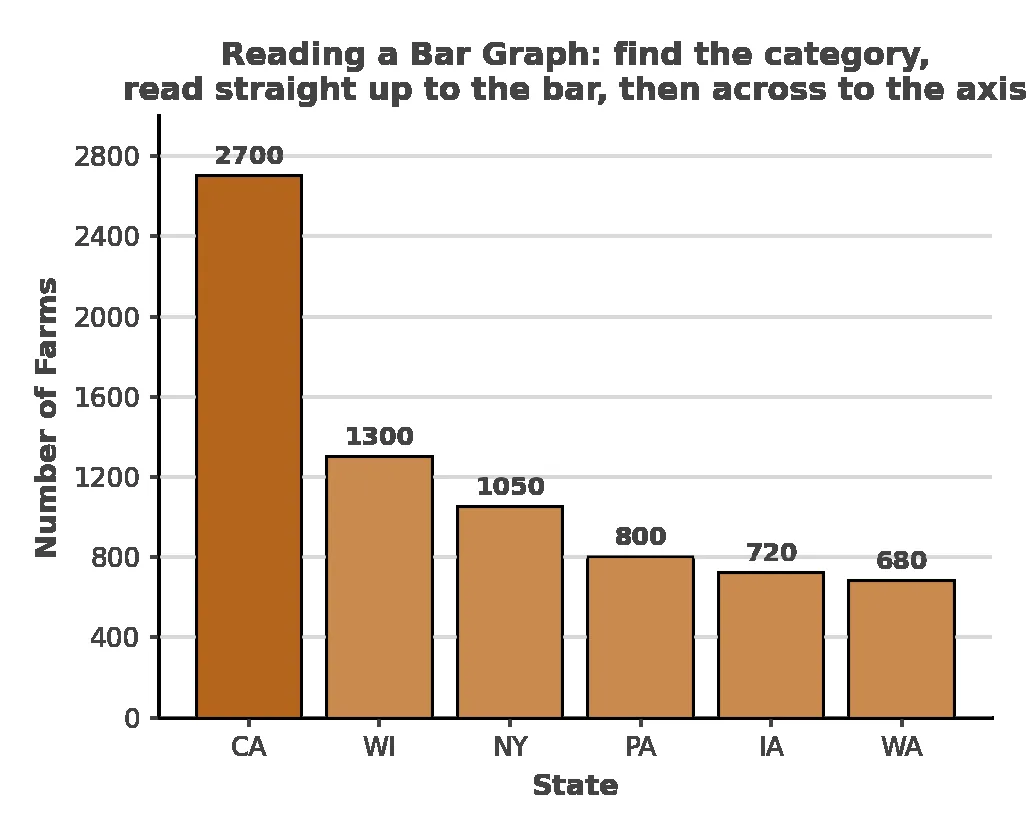 Reading a Bar Graph: find the category,
read straight up to the bar, then across to the axis
2800
2400
2000
1600
1200
800
400
0
Number of Farms
2700
1300
1050
800
720
680
CA
WI
NY
PA
IA
WA
State